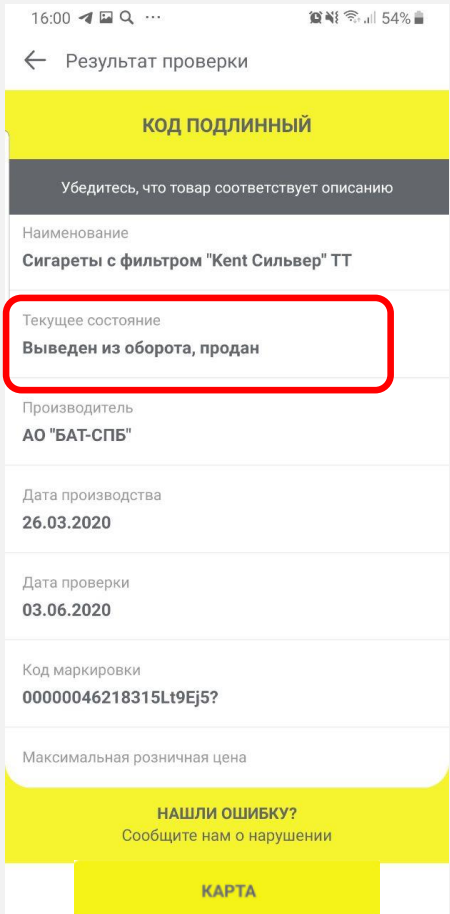 16:00 ... 54%
Результат проверки
КОД ПОДЛИННЫЙ
Убедитесь, что товар соответствует описанию
Наименование
Сигареты с фильтром "Kent Сильвер" ТТ
Текущее состояние
Выведен из оборота, продан
Производитель
АО "БАТ-СПБ"
Дата производства
26.03.2020
Дата проверки
03.06.2020
Код маркировки
00000046218315Lt9Ej5?
Максимальная розничная цена
НАШЛИ ОШИБКУ?
Сообщите нам о нарушении
КАРТА